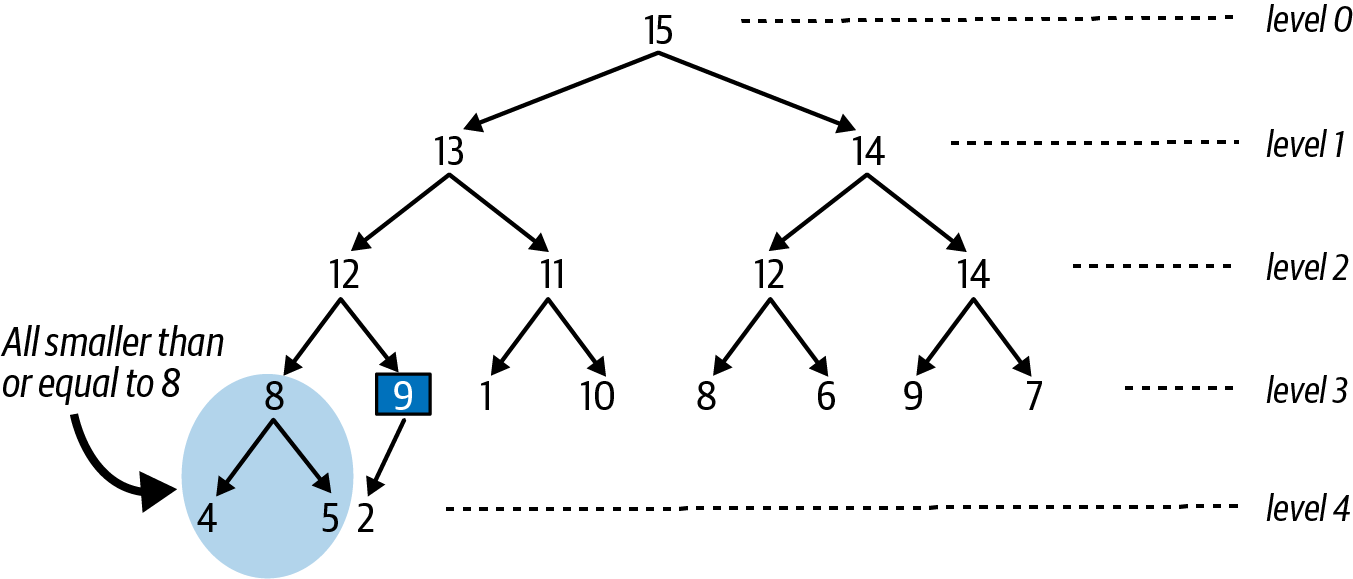 15 level 0
13 14 level 1
12 11 12 14 level 2
All smaller than
or equal to 8
8 9 1 10 8 6 9 7 level 3
4 5 2 level 4